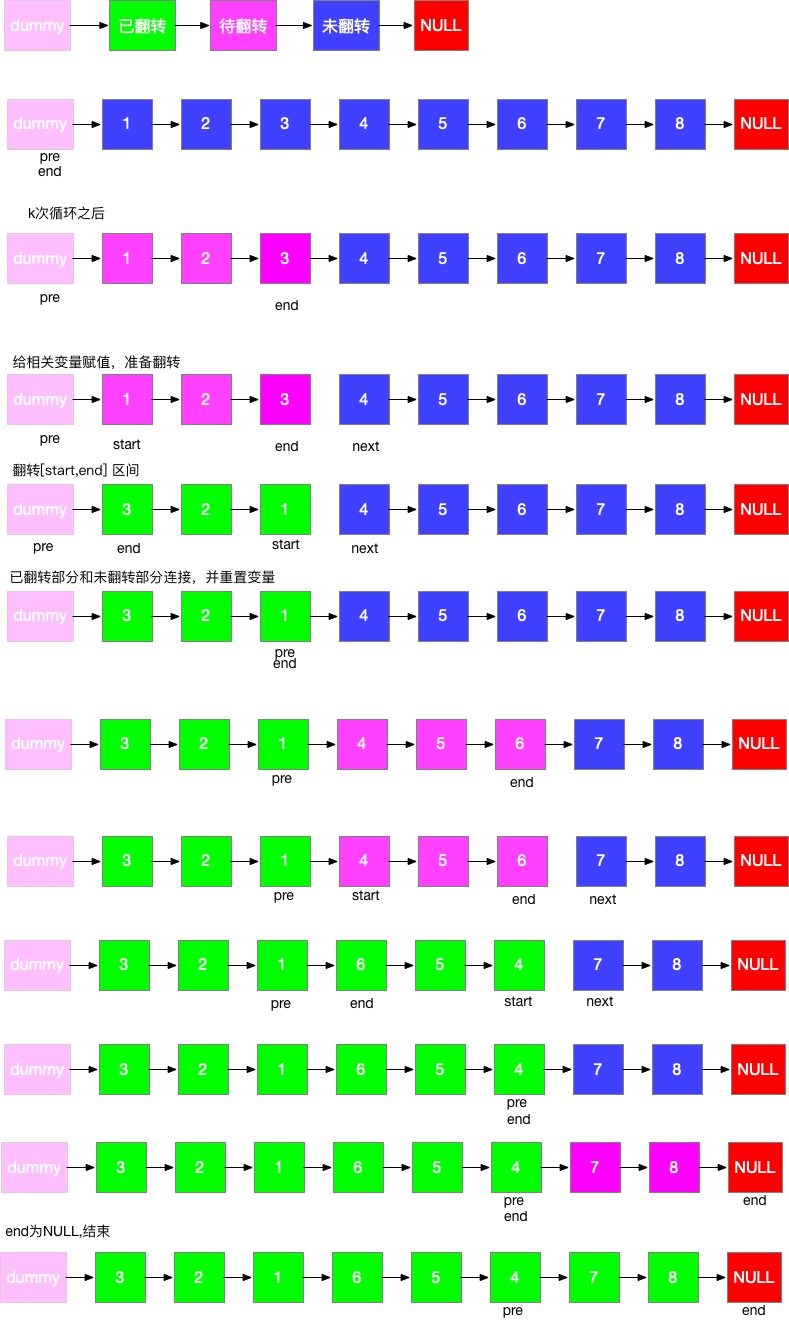 dummy 已翻转 待翻转 未翻转 NULL
dummy 1 2 3 4 5 6 7 8 NULL
pre
end
k次循环之后
dummy 1 2 3 4 5 6 7 8 NULL
pre end
给相关变量赋值，准备翻转
dummy 1 2 3 4 5 6 7 8 NULL
pre start end next
翻转[start,end] 区间
dummy 3 2 1 4 5 6 7 8 NULL
pre end start next
已翻转部分和未翻转部分连接，并重置变量
dummy 3 2 1 4 5 6 7 8 NULL
pre
end
dummy 3 2 1 4 5 6 7 8 NULL
pre end
dummy 3 2 1 4 5 6 7 8 NULL
pre start end next
dummy 3 2 1 6 5 4 7 8 NULL
pre end start next
dummy 3 2 1 6 5 4 7 8 NULL
pre
end
dummy 3 2 1 6 5 4 7 8 NULL
pre end
end
end为NULL,结束
dummy 3 2 1 6 5 4 7 8 NULL
pre end